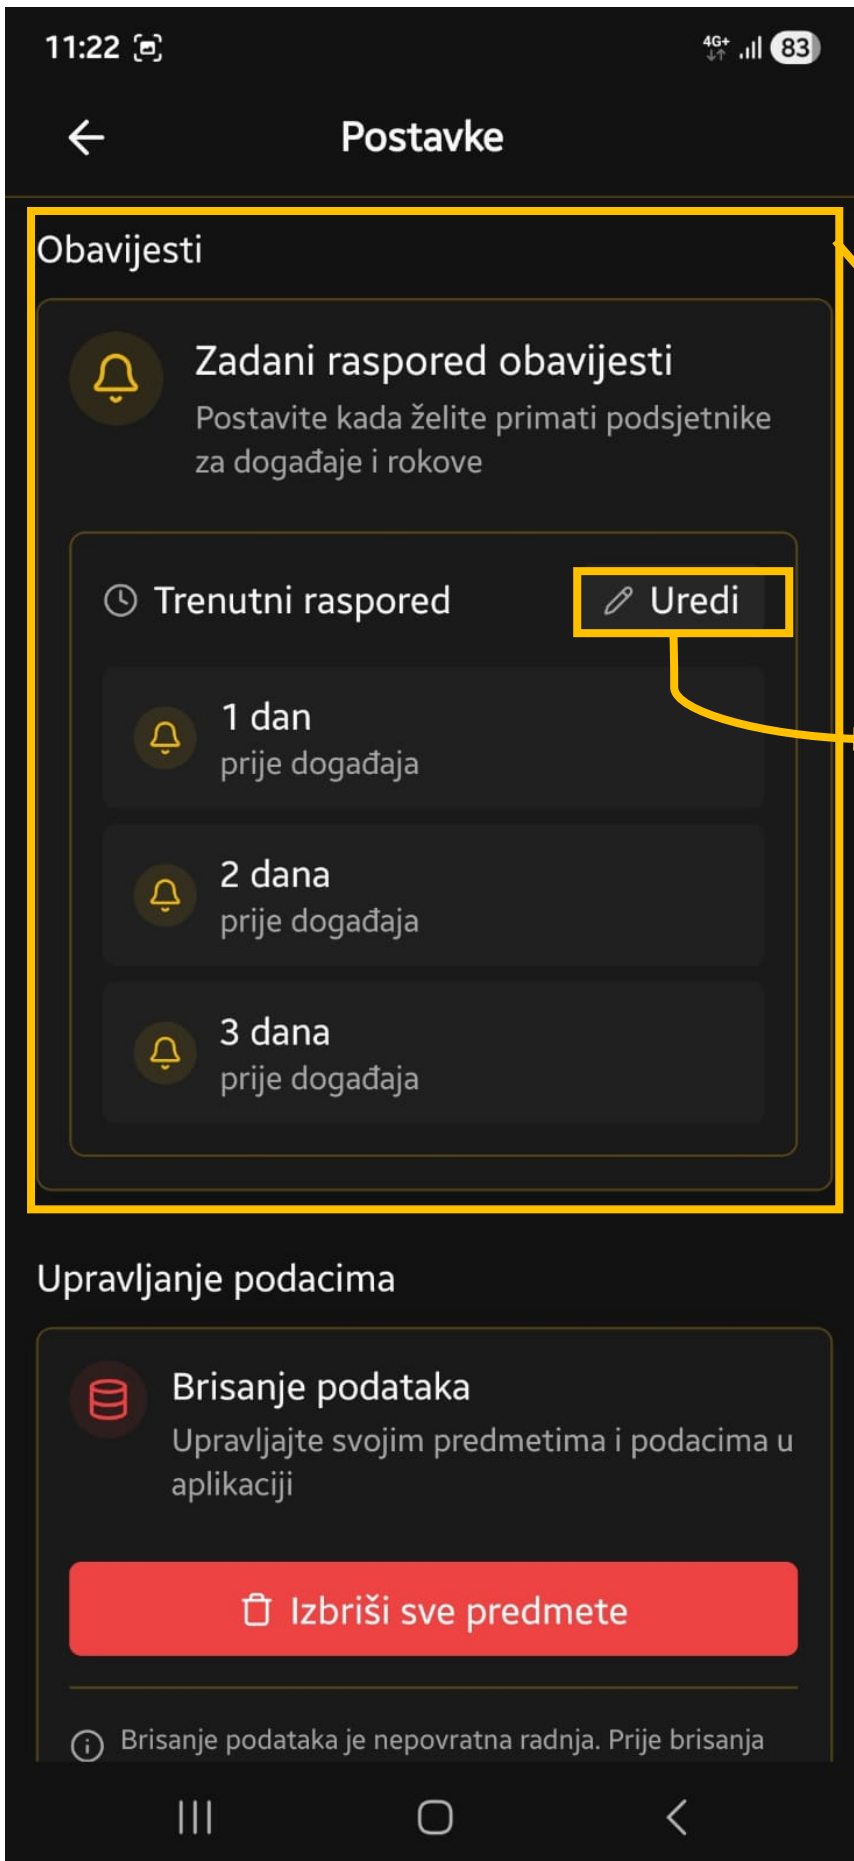 11:22
4G+
83
Postavke
Obavijesti
Zadani raspored obavijesti
Postavite kada želite primati podsjetnike
za događaje i rokove
Trenutni raspored
Uredi
1 dan
prije događaja
2 dana
prije događaja
3 dana
prije događaja
Upravljanje podacima
Brisanje podataka
Upravljajte svojim predmetima i podacima u
aplikaciji
Izbriši sve predmete
Brisanje podataka je nepovratna radnja. Prije brisanja